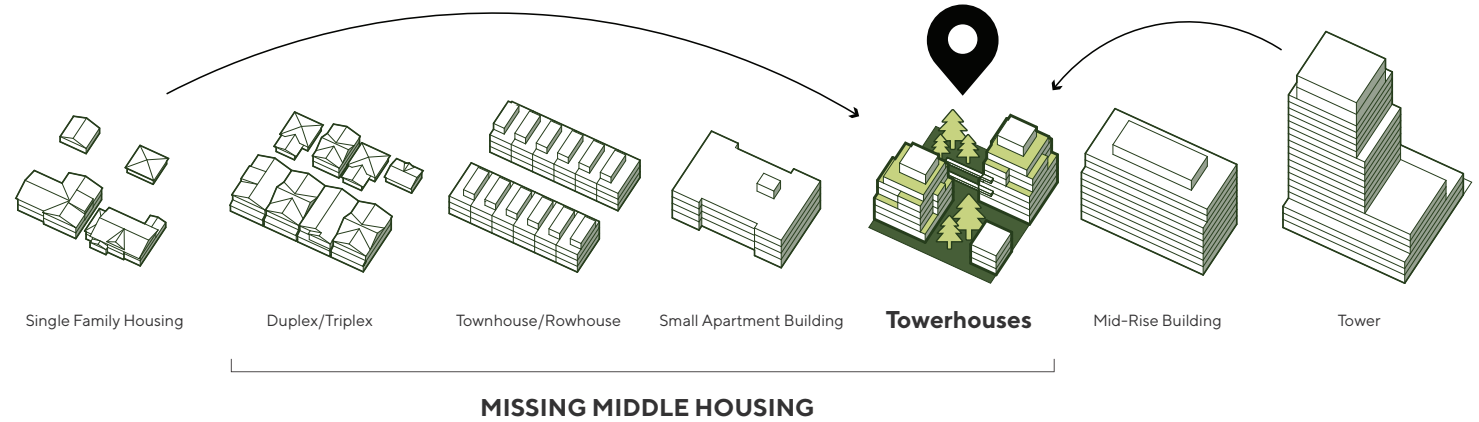 Single Family Housing
Duplex/Triplex
Townhouse/Rowhouse
Small Apartment Building
Towerhouses
Mid-Rise Building
Tower
MISSING MIDDLE HOUSING